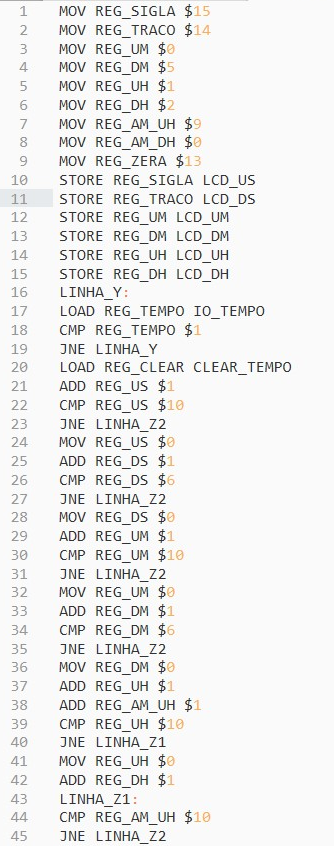 1 MOV REG_SIGLA $15
2 MOV REG_TRACO $14
3 MOV REG_UM $0
4 MOV REG_DM $5
5 MOV REG_UH $1
6 MOV REG_DH $2
7 MOV REG_AM_UH $9
8 MOV REG_AM_DH $0
9 MOV REG_ZERA $13
10 STORE REG_SIGLA LCD_US
11 STORE REG_TRACO LCD_DS
12 STORE REG_UM LCD_UM
13 STORE REG_DM LCD_DM
14 STORE REG_UH LCD_UH
15 STORE REG_DH LCD_DH
16 LINHA_Y:
17 LOAD REG_TEMPO IO_TEMPO
18 CMP REG_TEMPO $1
19 JNE LINHA_Y
20 LOAD REG_CLEAR CLEAR_TEMPO
21 ADD REG_US $1
22 CMP REG_US $10
23 JNE LINHA_Z2
24 MOV REG_US $0
25 ADD REG_DS $1
26 CMP REG_DS $6
27 JNE LINHA_Z2
28 MOV REG_DS $0
29 ADD REG_UM $1
30 CMP REG_UM $10
31 JNE LINHA_Z2
32 MOV REG_UM $0
33 ADD REG_DM $1
34 CMP REG_DM $6
35 JNE LINHA_Z2
36 MOV REG_DM $0
37 ADD REG_UH $1
38 ADD REG_AM_UH $1
39 CMP REG_UH $10
40 JNE LINHA_Z1
41 MOV REG_UH $0
42 ADD REG_DH $1
43 LINHA_Z1:
44 CMP REG_AM_UH $10
45 JNE LINHA_Z2